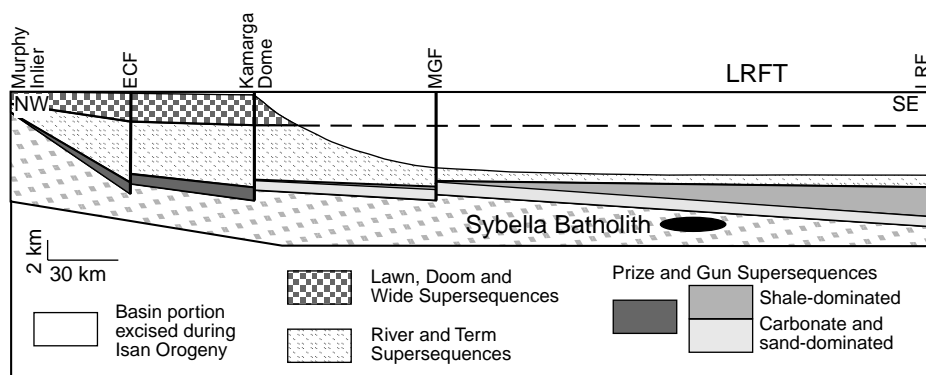 Murphy
Inlier
ECF
Kamarga
Dome
MGF
LRFT
LRF
NW
SE
Sybella Batholith
2 km
30 km
Basin portion
excised during
Isan Orogeny
Lawn, Doom and
Wide Supersequences
River and Term
Supersequences
Prize and Gun Supersequences
Shale-dominated
Carbonate and
sand-dominated